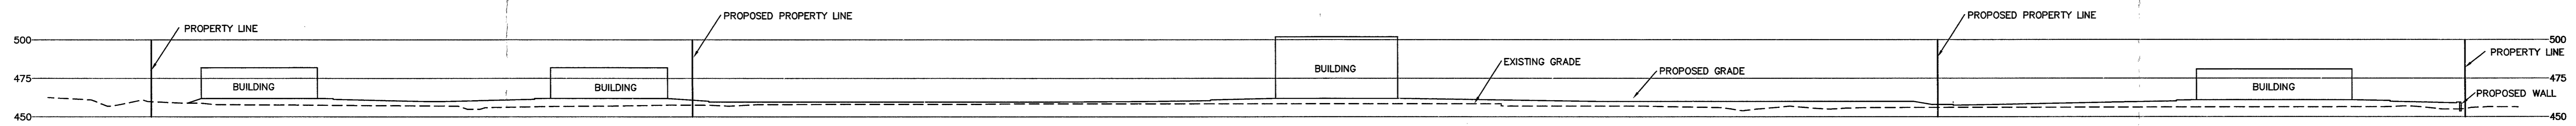 PROPOSED PROPERTY LINE
PROPOSED PROPERTY LINE
PROPERTY LINE
500
500
PROPERTY LINE
EXISTING GRADE
BUILDING
PROPOSED GRADE
475
475
BUILDING
BUILDING
BUILDING
PROPOSED WALL
450
450